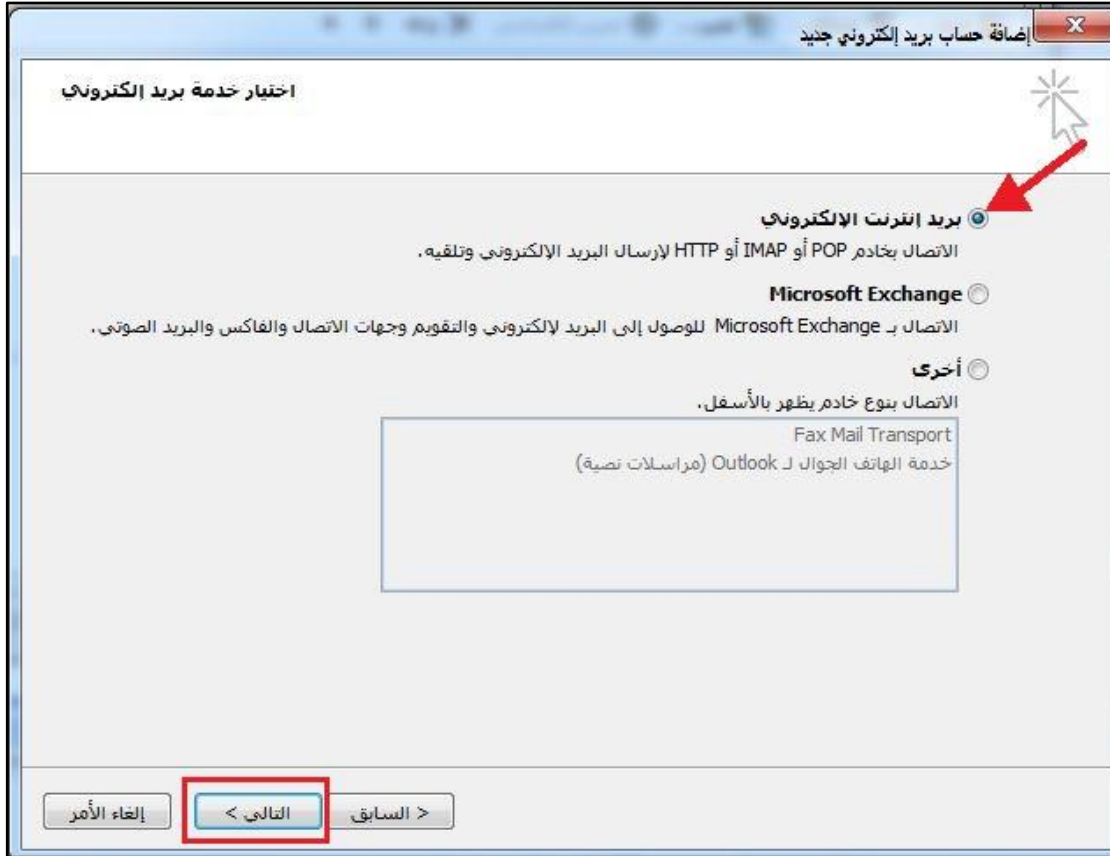 إضافة حساب بريد إلكتروني جديد
اختيار خدمة بريد إلكتروني
بريد إنترنت الإلكتروني
الاتصال بخادم POP أو IMAP أو HTTP لإرسال البريد الإلكتروني وتلقيه.
Microsoft Exchange
الاتصال بـ Microsoft Exchange للوصول إلى البريد لإلكتروني والتقويم وجهات الاتصال والفاكس والبريد الصوتي.
أخرى
الاتصال بنوع خادم يظهر بالأسفل.
Fax Mail Transport
خدمة الهاتف الجوال لـ Outlook (مراسلات نصية)
< السابق
التالي >
إلغاء الأمر